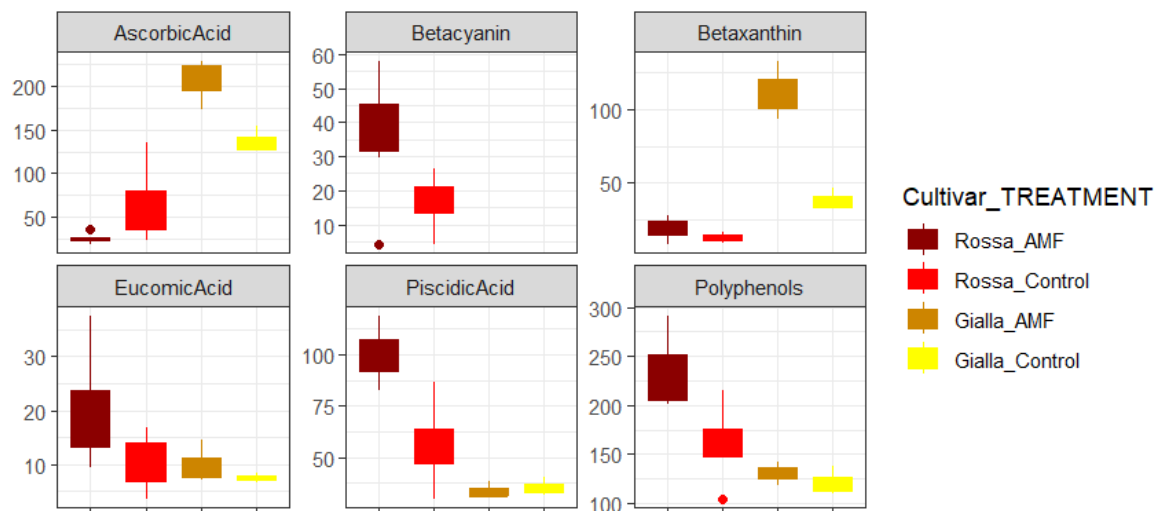 AscorbicAcid
Betacyanin
Betaxanthin
200
150
100
50
60
50
40
30
20
10
100
50
EucomicAcid
PiscidicAcid
Polyphenols
30
20
10
100
75
50
300
250
200
150
100
Cultivar_TREATMENT
Rossa_AMF
Rossa_Control
Gialla_AMF
Gialla_Control